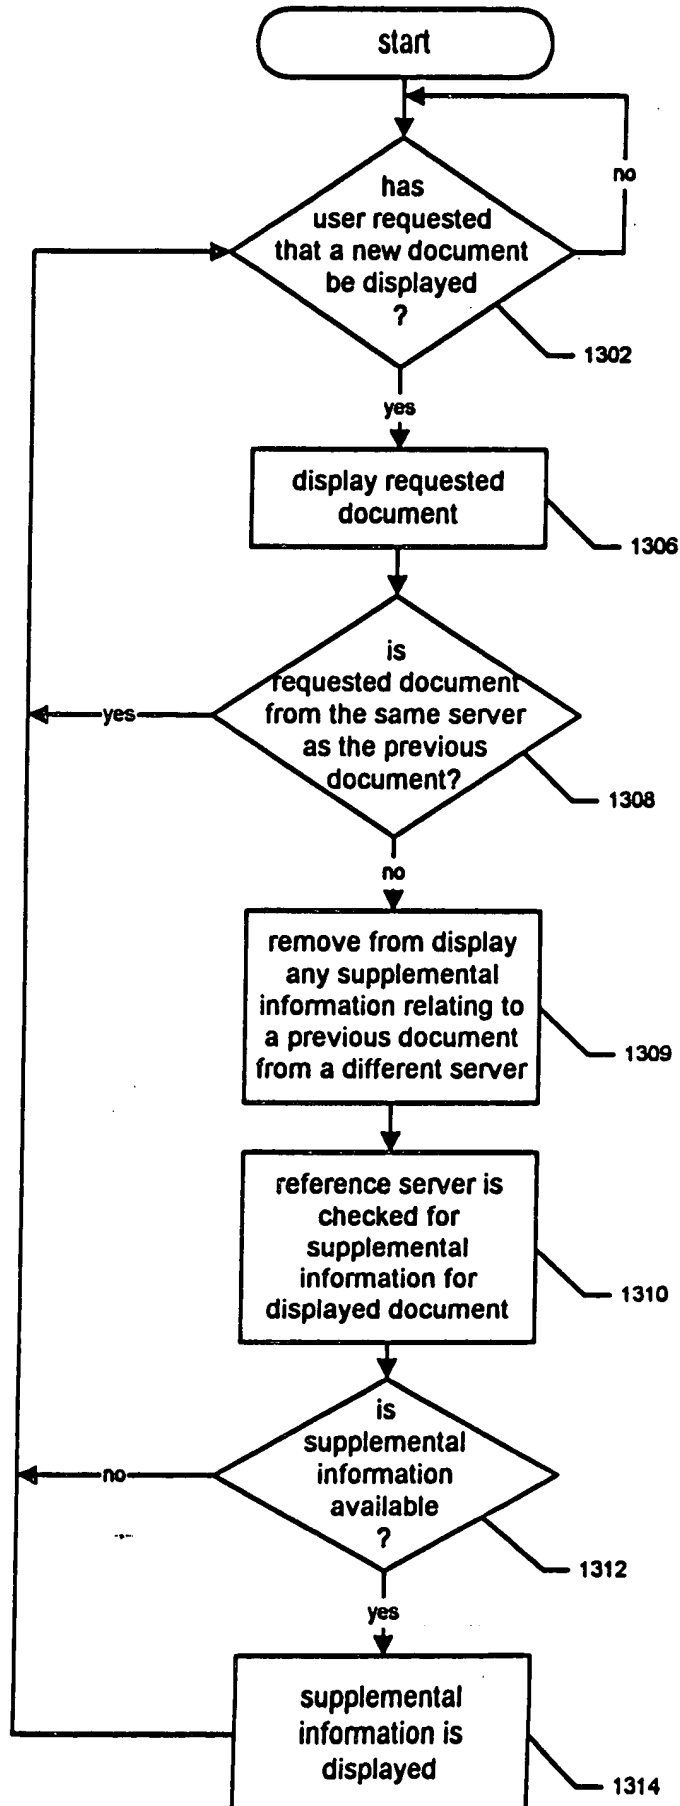 start
no
has
user requested
that a new document
be displayed
?
1302
yes
display requested
document
1306
is
requested document
from the same server
as the previous
document?
yes
1308
no
remove from display
any supplemental
information relating to
a previous document
from a different server
1309
reference server is
checked for
supplemental
information for
displayed document
1310
is
supplemental
information
available
?
no
1312
yes
supplemental
information is
displayed
1314